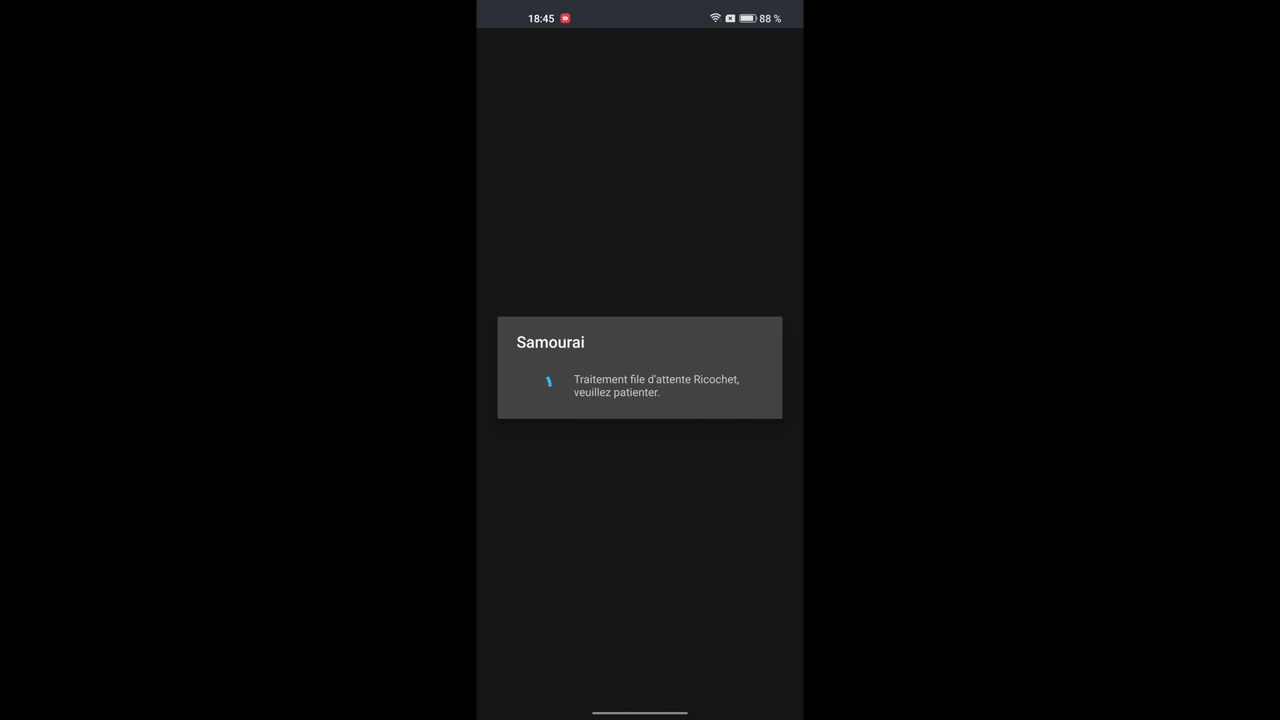 18:45 88 %
Samourai
Traitement file d'attente Ricochet,
veuillez patienter.